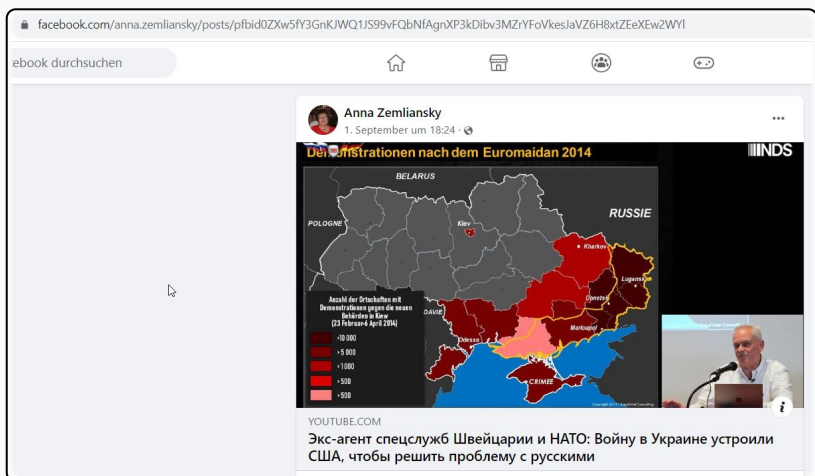 facebook.com/anna.zemliansky/posts/pfbid0ZXw5fY3GnKJWQ1JS99vFQbNfAgnXP3kDibv3MZrYFoVkesJaVZ6H8xtZEeXEw2WYl
ebook durchsuchen
Anna Zemliansky
1. September um 18:24
Demonstrationen nach dem Euromaidan 2014
NDS
BELARUS
POLOGNE
Kiev
RUSSIE
Kharkov
Lugansk
Donetsk
Anzahl der Ortschaften mit
Demonstrationen gegen die neuen
Behörden in Kiew
(23 Februar-6 April 2014)
DAVIE
Marioupol
Odessa
>10 000
>5 000
>1000
>500
<500
CRIMEE
YOUTUBE.COM
Экс-агент спецслужб Швейцарии и НАТО: Войну в Украине устроили
США, чтобы решить проблему с русскими